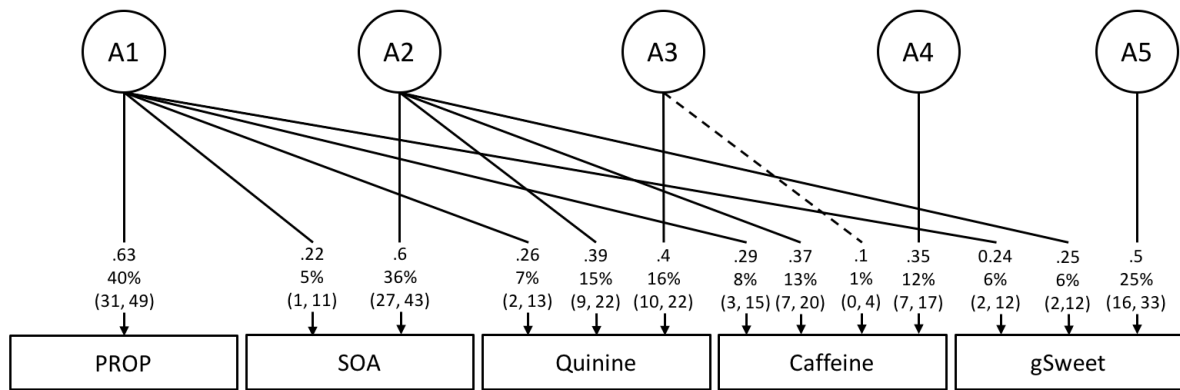 A1 A2 A3 A4 A5
.63 .22 .6 .26 .39 .4 .29 .37 .1 .35 0.24 .25 .5
40% 5% 36% 7% 15% 16% 8% 13% 1% 12% 6% 6% 25%
(31, 49) (1, 11) (27, 43) (2, 13) (9, 22) (10, 22) (3, 15) (7, 20) (0, 4) (7, 17) (2, 12) (2,12) (16, 33)
PROP SOA Quinine Caffeine gSweet